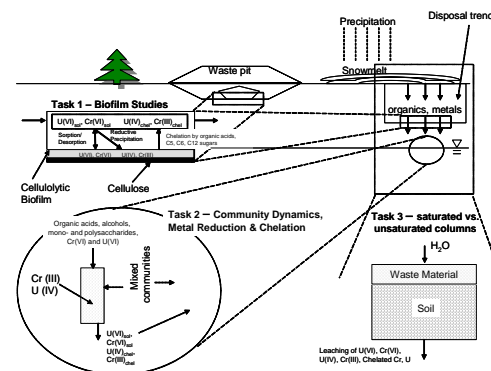 Precipitation
Disposal trenc
Waste pit
Snowmelt
Task 1 – Biofilm Studies
organics, metals
U(VI)sol, Cr(VI)sol
U(IV)chel, Cr(III)chel
Sorption/
Desorption
Reductive
Precipitation
Chelation by organic acids,
C5, C6, C12 sugars
U(VI), Cr(VI)
U(IV), Cr(III)
Cellulolytic
Biofilm
Cellulose
Task 2 – Community Dynamics,
Metal Reduction & Chelation
Organic acids, alcohols,
mono- and polysaccharides,
Cr(VI) and U(VI)
Cr (III)
U (IV)
Mixed
communities
U(VI)sol,
Cr(VI)sol
U(IV)chel,
Cr(III)chel
Task 3 – saturated vs.
unsaturated columns
H2O
Waste Material
Soil
Leaching of U(VI), Cr(VI),
U(IV), Cr(III), Chelated Cr, U